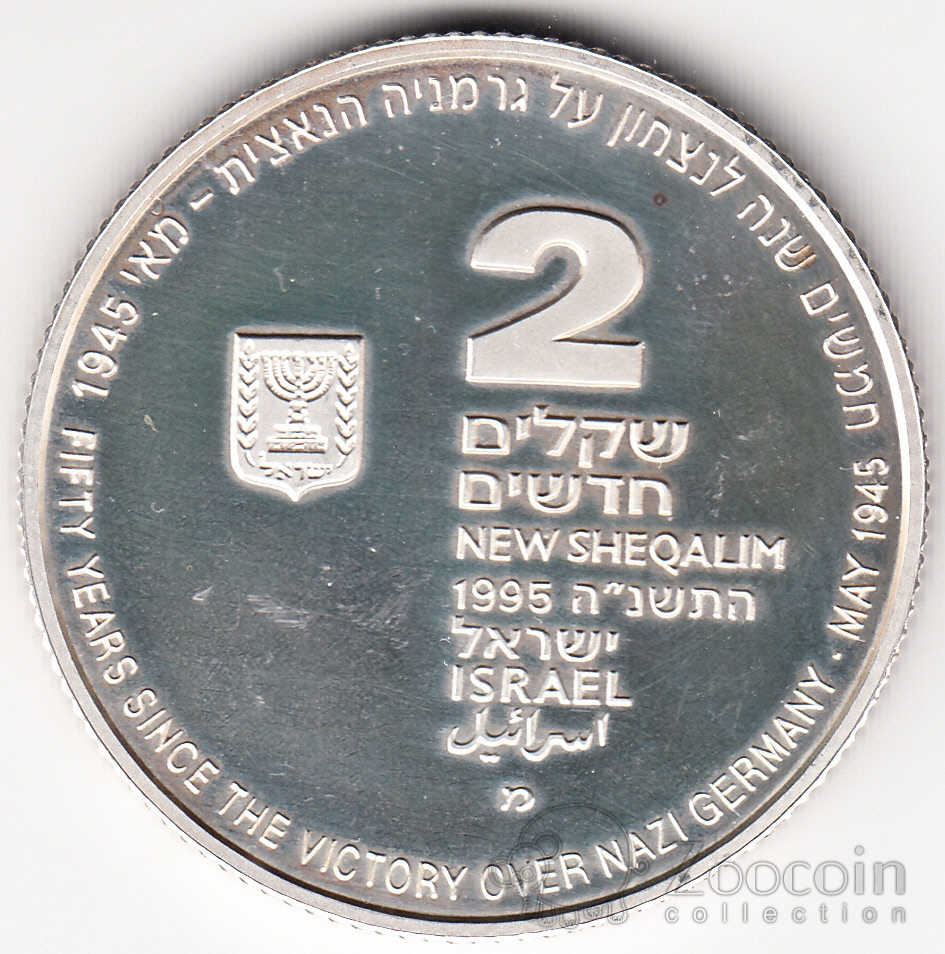 חמישים שנה לנצחון על גרמניה הנאצית - מאי 1945
2
שקלים
חדשים
NEW SHEQALIM
1995 התשנ״ה
ישראל
ISRAEL
اسرائيل
מ
ישראל
FIFTY YEARS SINCE THE VICTORY OVER NAZI GERMANY . MAY 1945
Zoocoin
collection